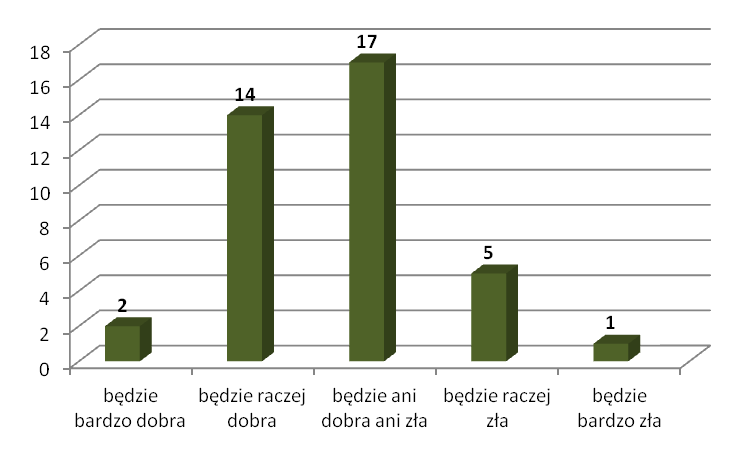 18
16
14
12
10
8
6
4
2
0
2
14
17
5
1
będzie
bardzo dobra
będzie raczej
dobra
będzie ani
dobra ani zła
będzie raczej
zła
będzie
bardzo zła